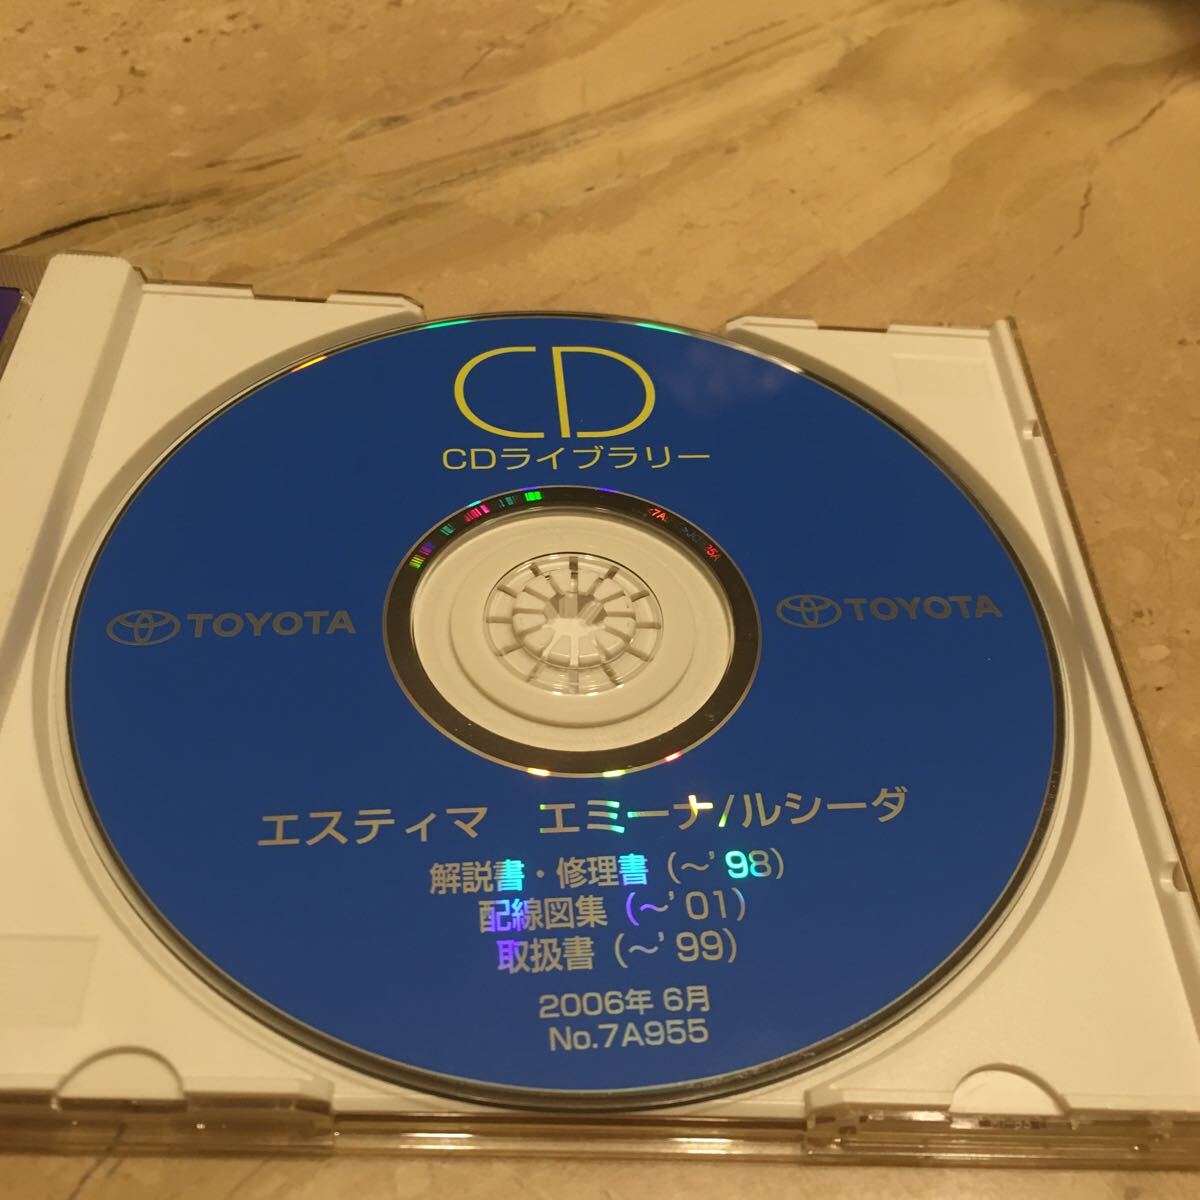 CD
CDライブラリー
TOYOTA
TOYOTA
エスティマ エミーナ/ルシーダ
解説書・修理書（～'98）
配線図集（～'01）
取扱書（～'99）
2006年 6月
No.7A955